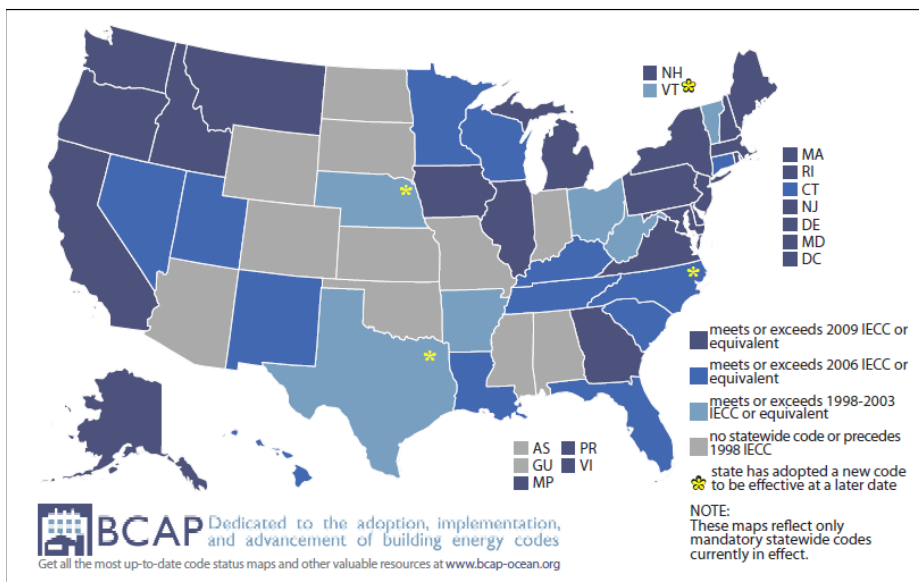 NH
VT
MA
RI
CT
NJ
DE
MD
DC
meets or exceeds 2009 IECC or
equivalent
meets or exceeds 2006 IECC or
equivalent
meets or exceeds 1998-2003
IECC or equivalent
no statewide code or precedes
1998 IECC
state has adopted a new code
to be effective at a later date
NOTE:
These maps reflect only
mandatory statewide codes
currently in effect.
AS PR
GU VI
MP
BCAP Dedicated to the adoption, implementation,
and advancement of building energy codes
Get all the most up-to-date code status maps and other valuable resources at www.bcap-ocean.org